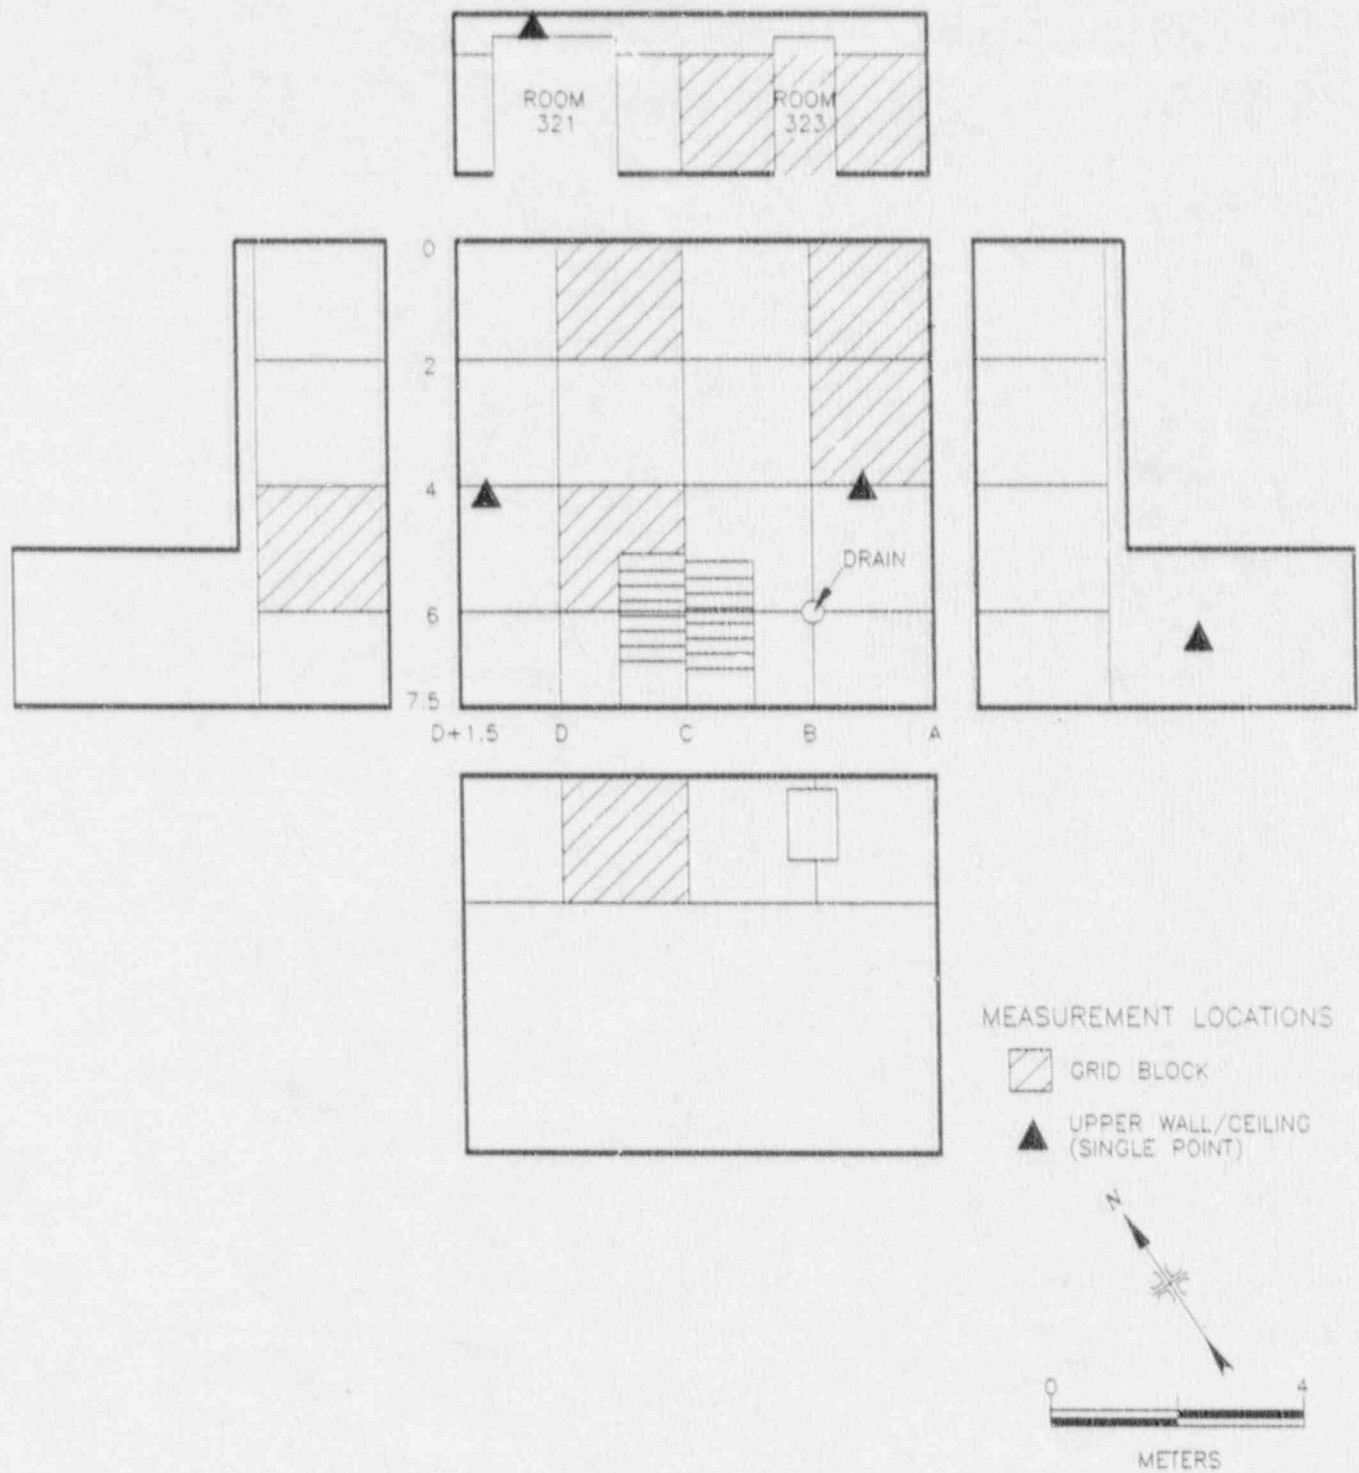 ROOM
321
ROOM
323
0
2
4
6
7.5
DRAIN
D+1.5 D C B A
MEASUREMENT LOCATIONS
GRID BLOCK
UPPER WALL/CEILING
(SINGLE POINT)
N
0 4
METERS